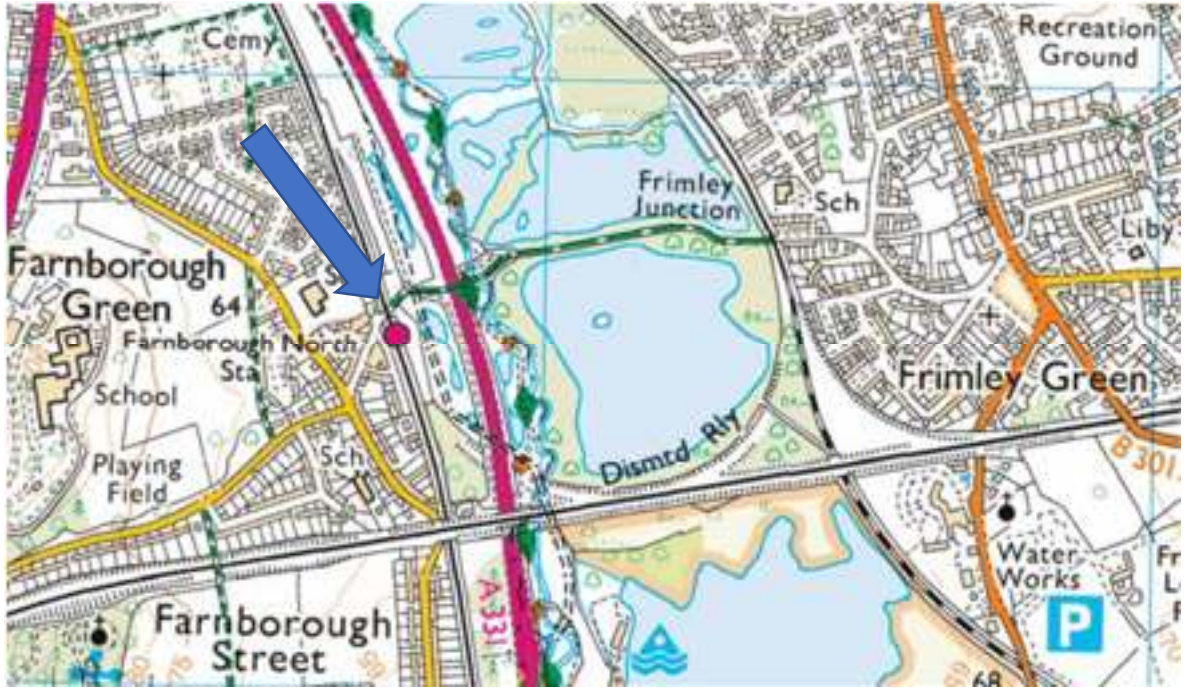 Cemy
Recreation
Ground
Frimley
Junction
Sch
Liby
Farnborough
Green
64
Farnborough North
Sta
School
Frimley Green
Playing
Field
Sch
Dismtd Rly
B 301
A331
Water
Works
P
Farnborough
Street
68
70